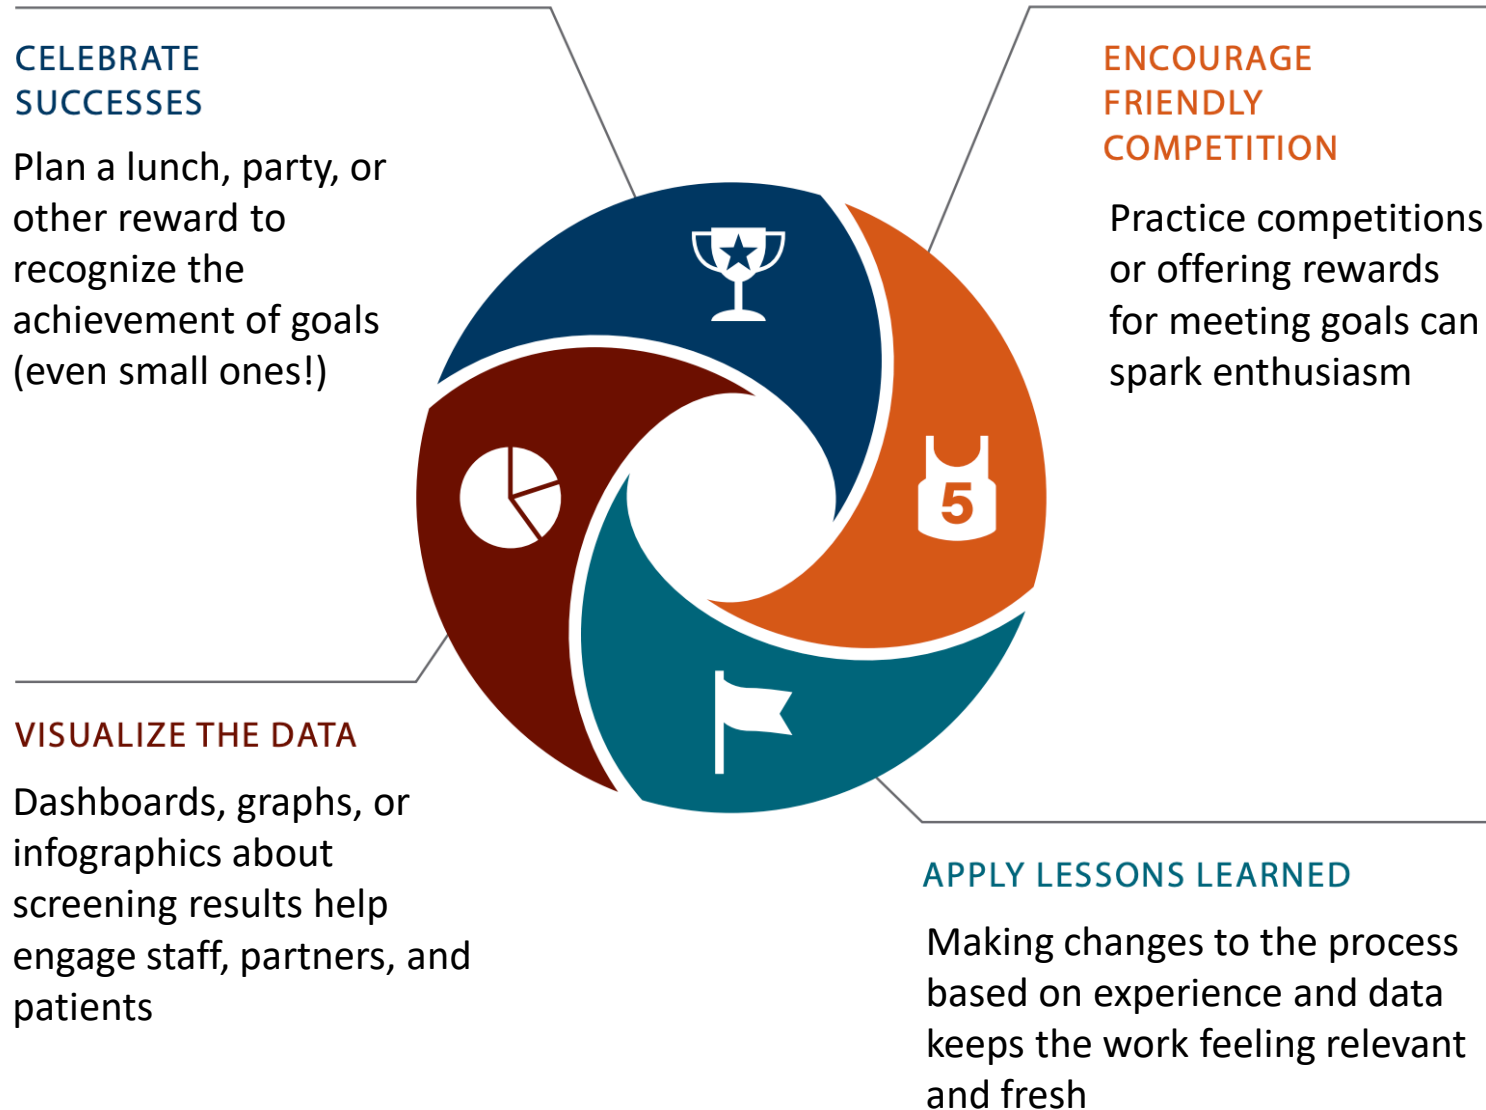 CELEBRATE
SUCCESSES
Plan a lunch, party, or
other reward to
recognize the
achievement of goals
(even small ones!)
ENCOURAGE
FRIENDLY
COMPETITION
Practice competitions
or offering rewards
for meeting goals can
spark enthusiasm
5
VISUALIZE THE DATA
Dashboards, graphs, or
infographics about
screening results help
engage staff, partners, and
patients
APPLY LESSONS LEARNED
Making changes to the process
based on experience and data
keeps the work feeling relevant
and fresh